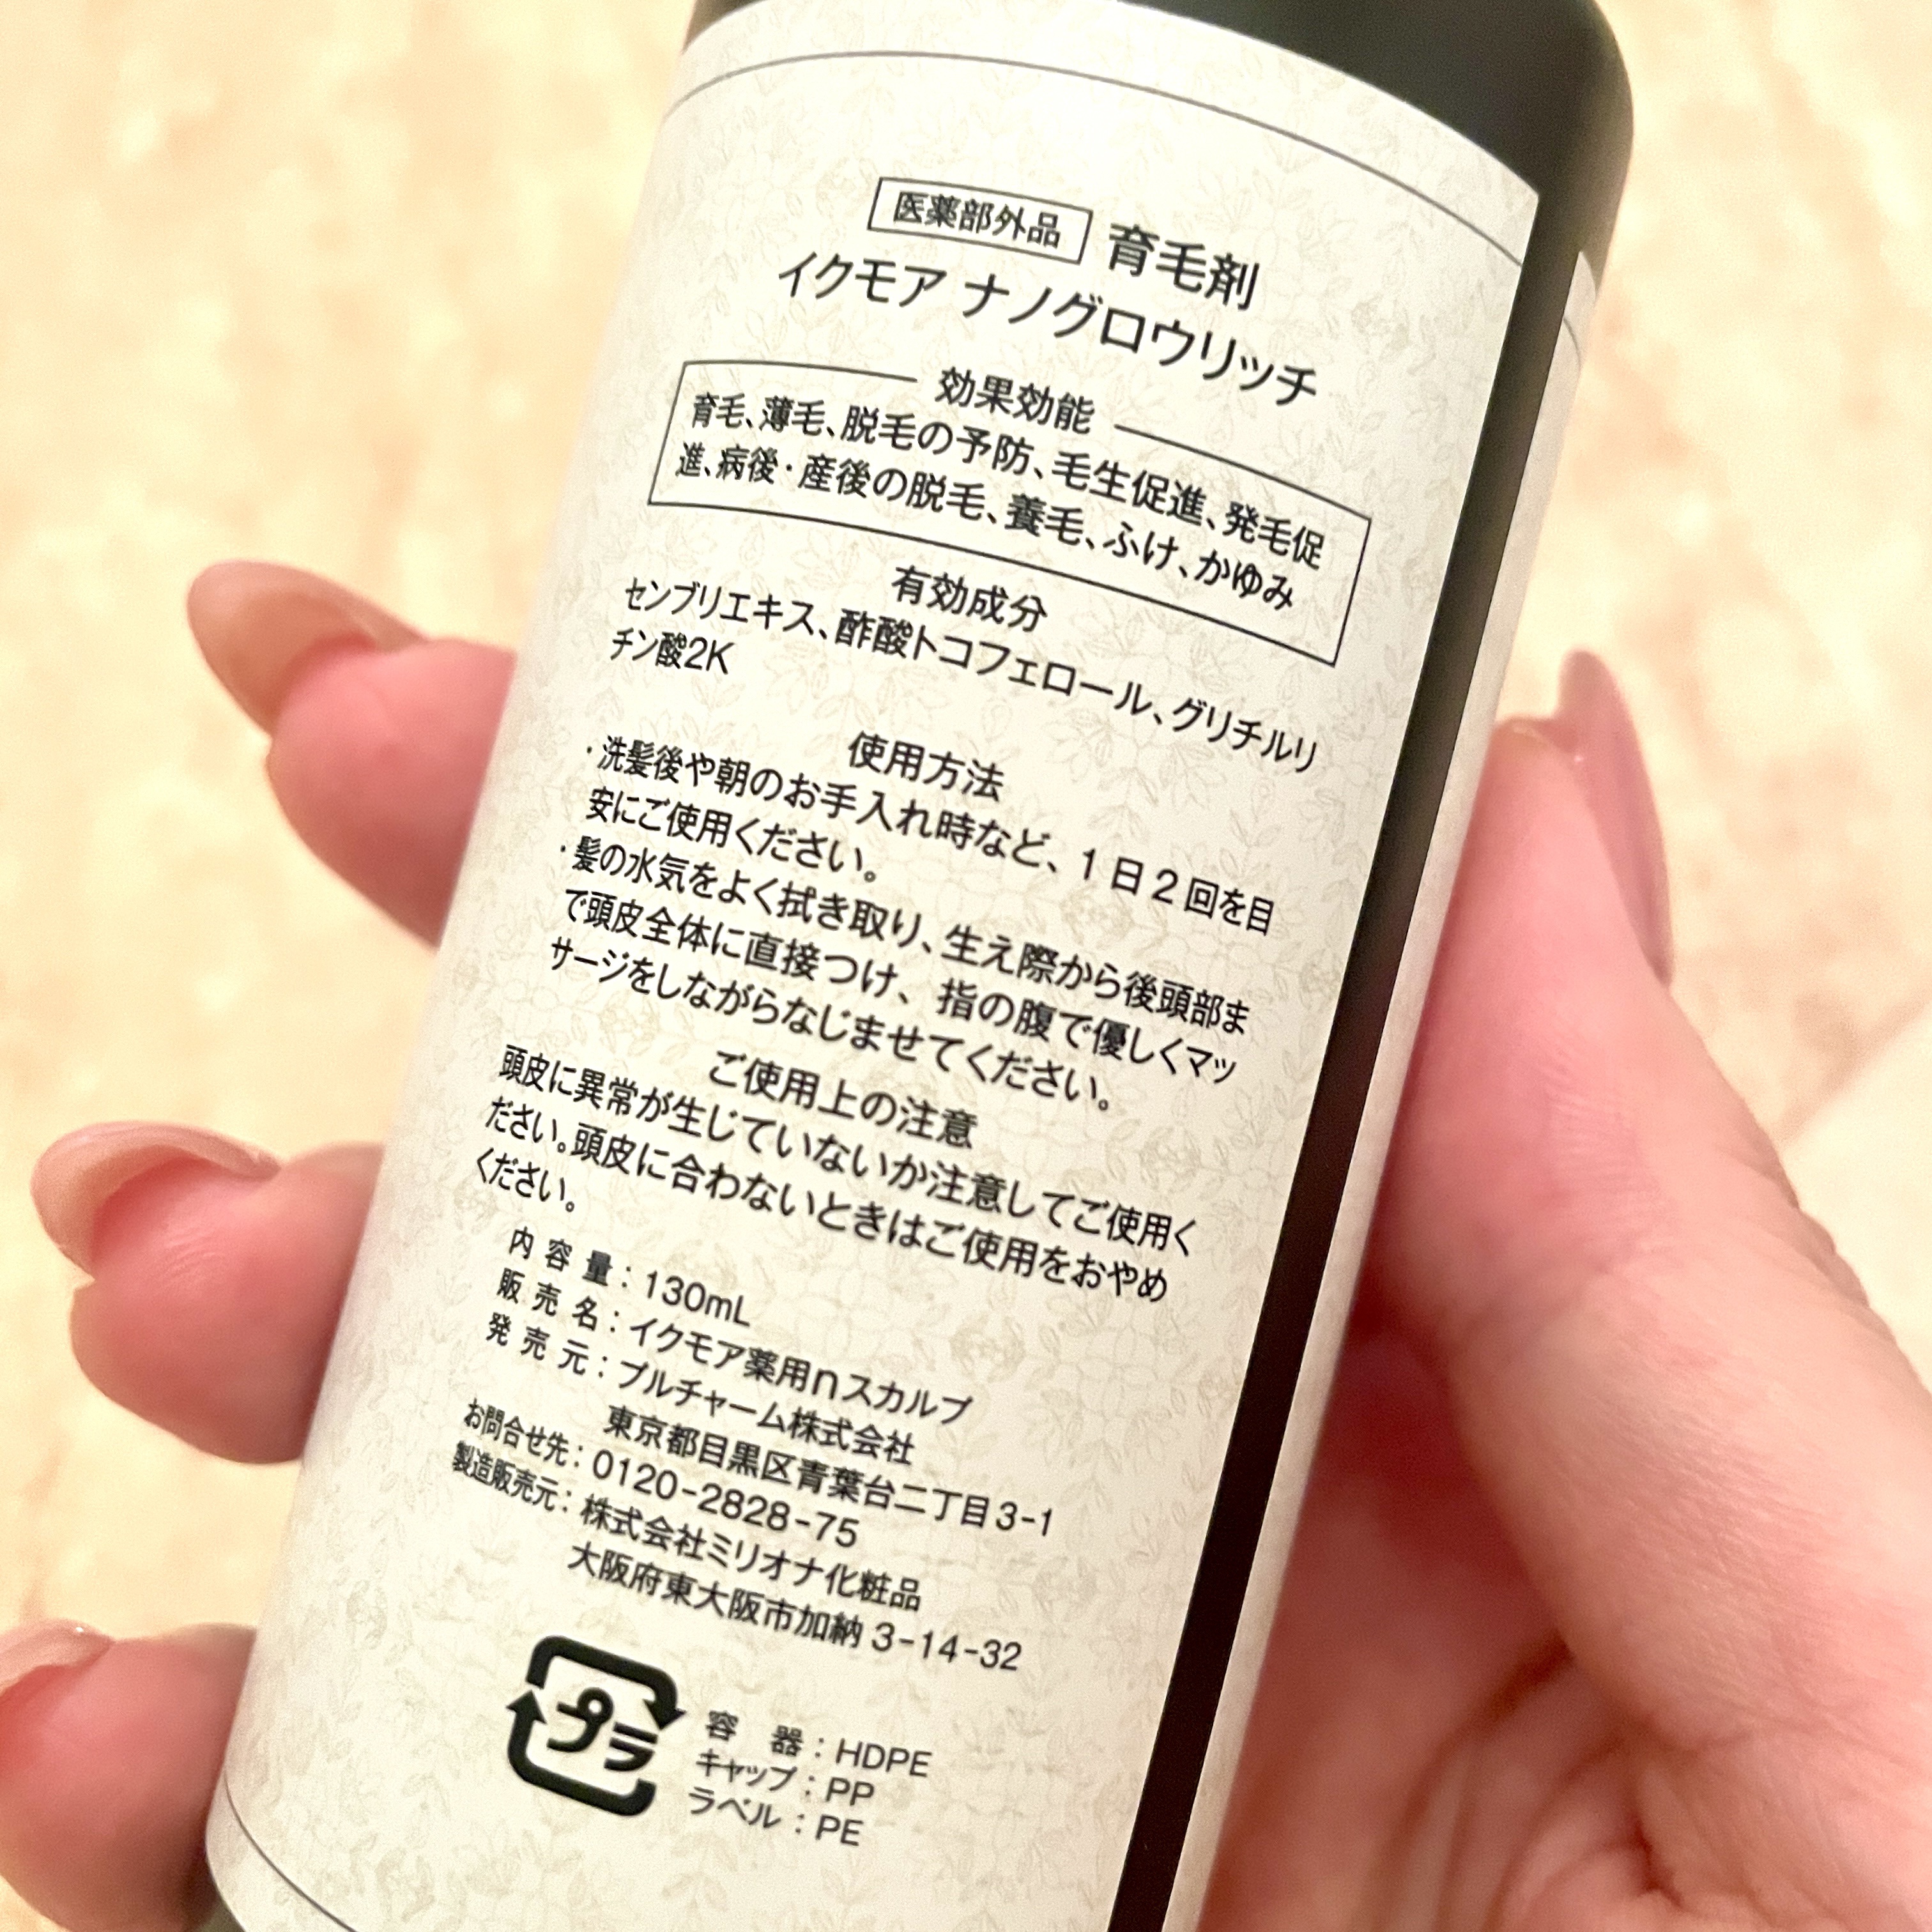 医薬部外品 育毛剤
イクモア ナノグロウリッチ
効果効能
育毛、薄毛、脱毛の予防、毛生促進、発毛促
進、病後・産後の脱毛、養毛、ふけ、かゆみ
有効成分
センブリエキス、酢酸トコフェロール、グリチルリ
チン酸2K
使用方法
・洗髪後や朝のお手入れ時など、1日2回を目
安にご使用ください。
・髪の水気をよく拭き取り、生え際から後頭部ま
で頭皮全体に直接つけ、指の腹で優しくマッ
サージをしながらなじませてください。
ご使用上の注意
頭皮に異常が生じていないか注意してご使用く
ださい。頭皮に合わないときはご使用をおやめ
ください。
内容量：130mL
販売名：イクモア薬用nスカルプ
発売元：プルチャーム株式会社
東京都目黒区青葉台二丁目3-1
お問合せ先：0120-2828-75
製造販売元：株式会社ミリオナ化粧品
大阪府東大阪市加納3-14-32
プラ
容器：HDPE
キャップ：PP
ラベル：PE